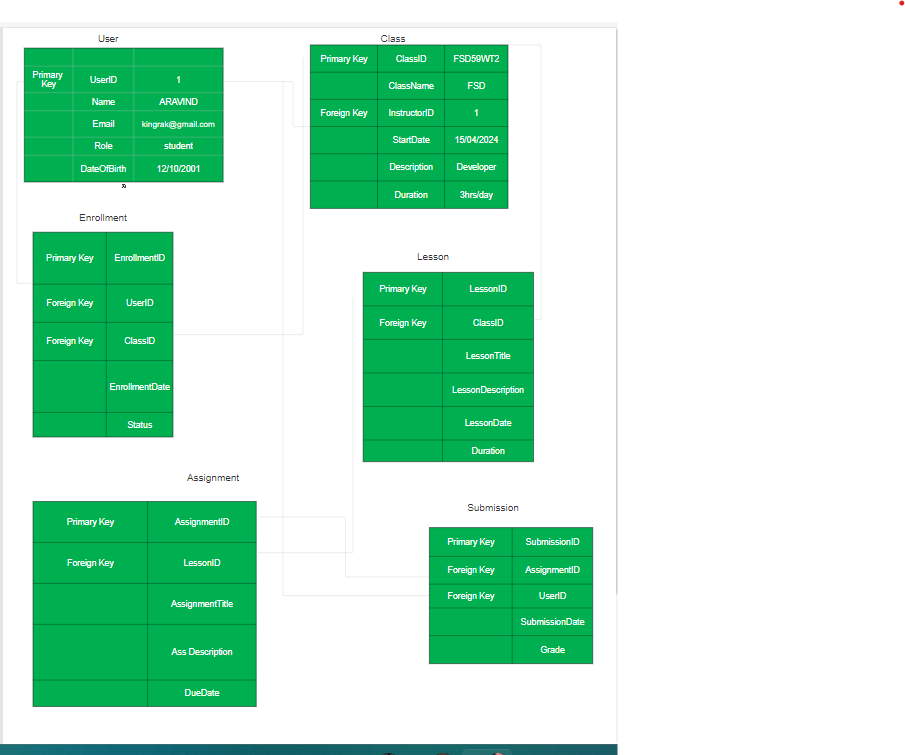 User
Primary Key UserID 1
Name ARAVIND
Email kingrak@gmail.com
Role student
DateOfBirth 12/10/2001
Class
Primary Key ClassID FSD59WT2
ClassName FSD
Foreign Key InstructorID 1
StartDate 15/04/2024
Description Developer
Duration 3hrs/day
Enrollment
Primary Key EnrollmentID
Foreign Key UserID
Foreign Key ClassID
EnrollmentDate
Status
Lesson
Primary Key LessonID
Foreign Key ClassID
LessonTitle
LessonDescription
LessonDate
Duration
Assignment
Primary Key AssignmentID
Foreign Key LessonID
AssignmentTitle
Ass Description
DueDate
Submission
Primary Key SubmissionID
Foreign Key AssignmentID
Foreign Key UserID
SubmissionDate
Grade